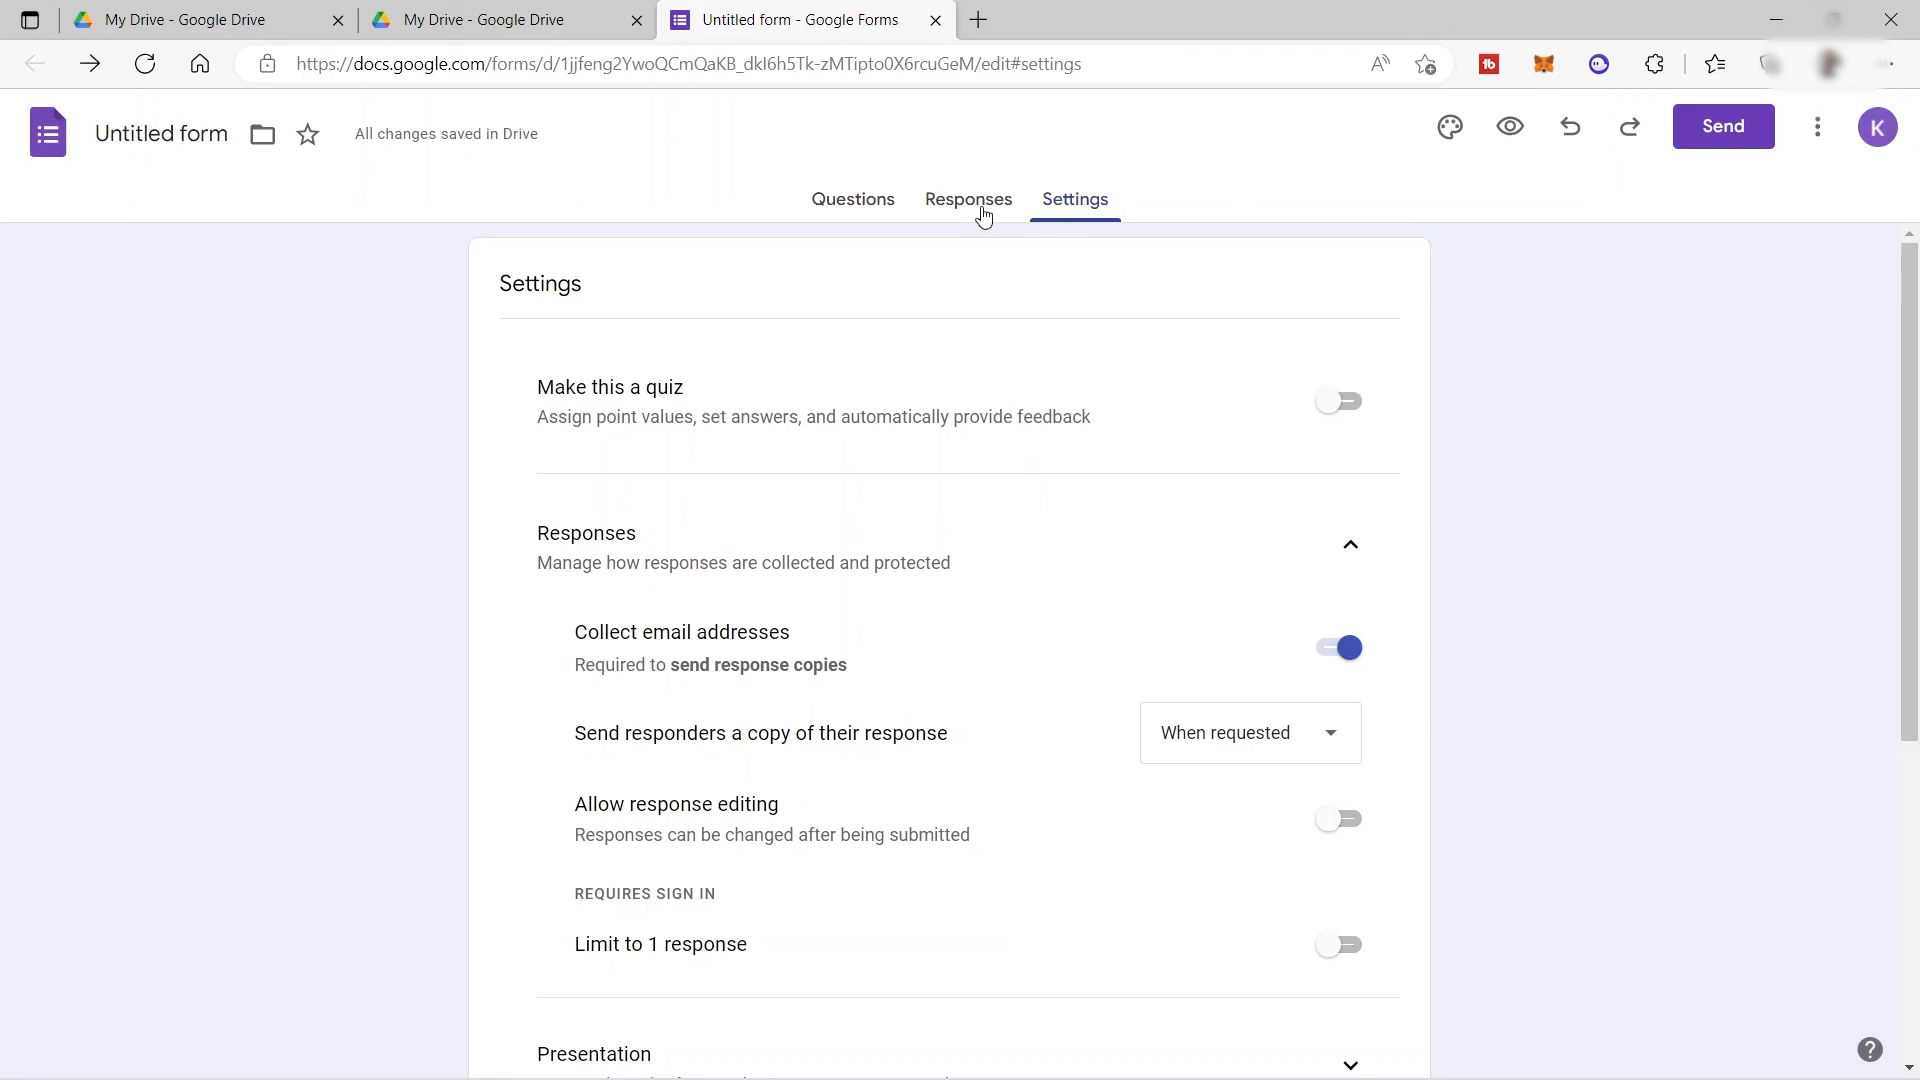 My Drive - Google Drive
My Drive - Google Drive
Untitled form - Google Forms
https://docs.google.com/forms/d/1jjfeng2YwoQCmQaKB_dkl6h5Tk-zMTipto0X6rcuGeM/edit#settings
Untitled form
All changes saved in Drive
Send
K
Questions
Responses
Settings
Settings
Make this a quiz
Assign point values, set answers, and automatically provide feedback
Responses
Manage how responses are collected and protected
Collect email addresses
Required to send response copies
Send responders a copy of their response
When requested
Allow response editing
Responses can be changed after being submitted
REQUIRES SIGN IN
Limit to 1 response
Presentation